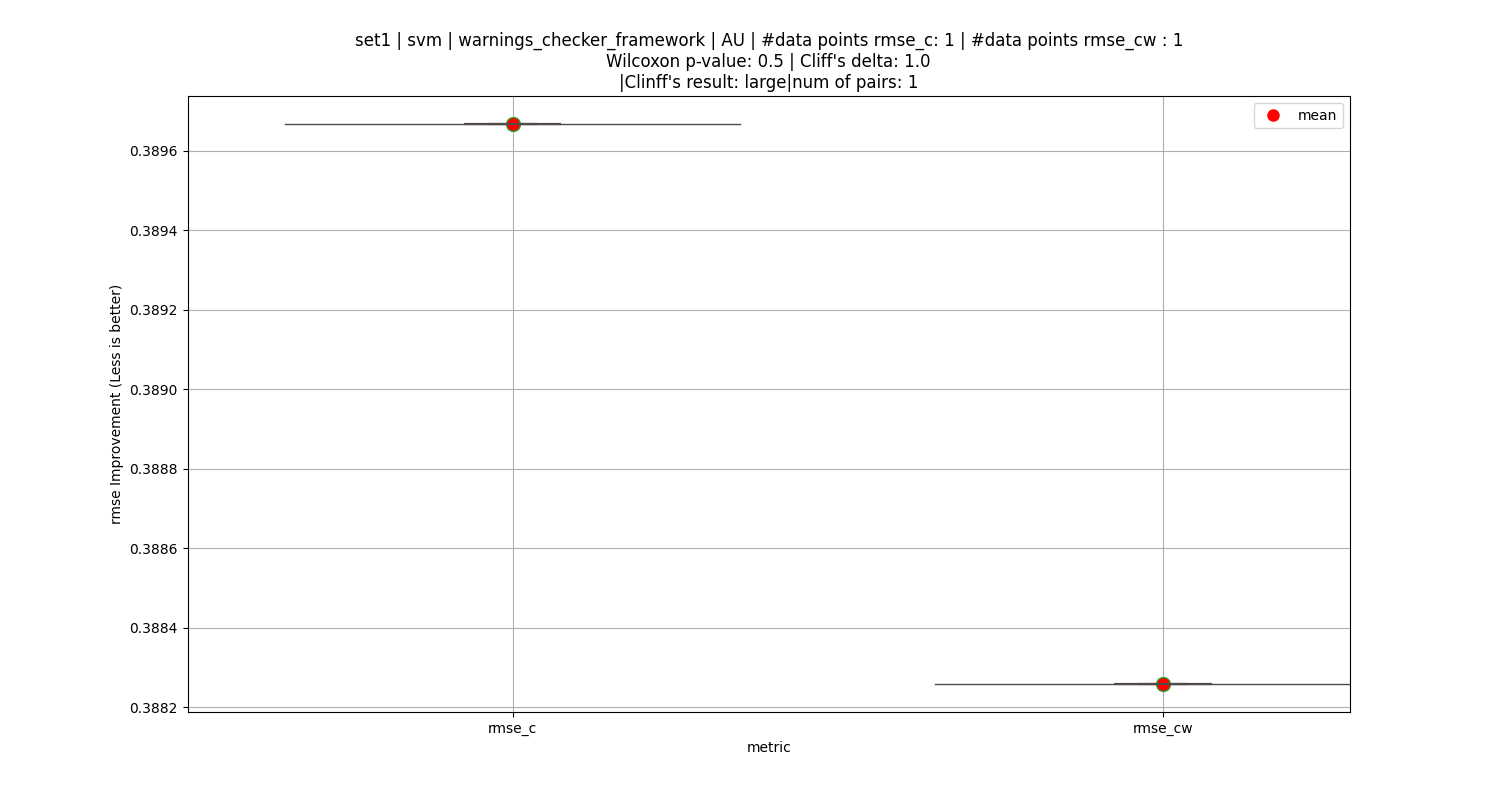 set1 | svm | warnings_checker_framework | AU | #data points rmse_c: 1 | #data points rmse_cw : 1
Wilcoxon p-value: 0.5 | Cliff's delta: 1.0
|Clinff's result: large|num of pairs: 1
mean
0.3896
0.3894
0.3892
0.3890
0.3888
0.3886
0.3884
0.3882
rmse Improvement (Less is better)
rmse_c
rmse_cw
metric